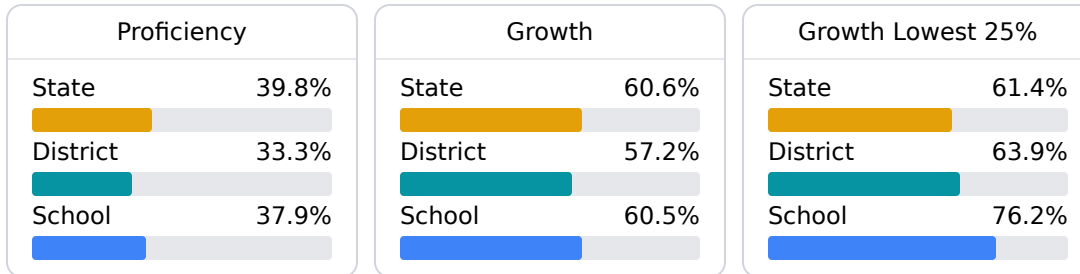 Proficiency
State 39.8%
District 33.3%
School 37.9%
Growth
State 60.6%
District 57.2%
School 60.5%
Growth Lowest 25%
State 61.4%
District 63.9%
School 76.2%